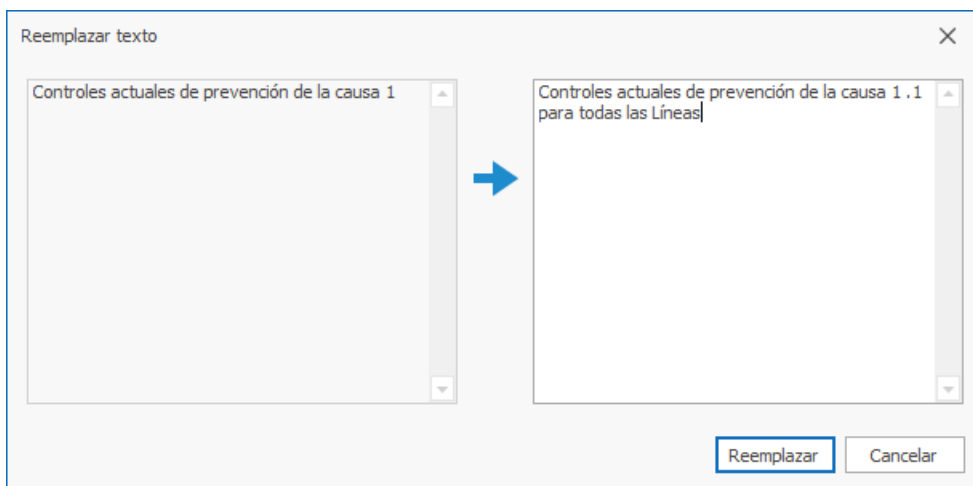 Reemplazar texto
Controles actuales de prevención de la causa 1
Controles actuales de prevención de la causa 1.1
para todas las Líneas
Reemplazar
Cancelar